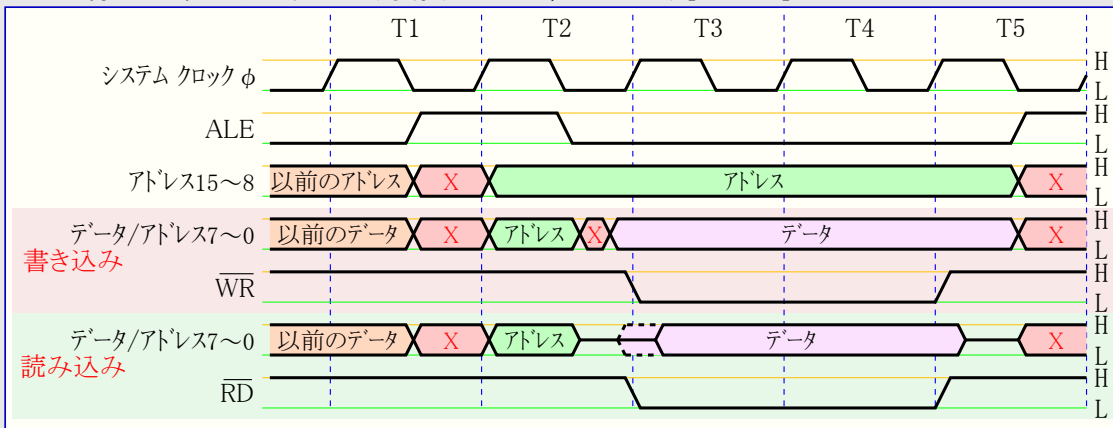 T1 T2 T3 T4 T5
システム クロック φ H L
ALE H L
アドレス15～8 以前のアドレス X アドレス X H L
データ/アドレス7～0 以前のデータ X アドレス X データ X H L
書き込み
WR H L
データ/アドレス7～0 以前のデータ X アドレス データ X H L
読み込み
RD H L